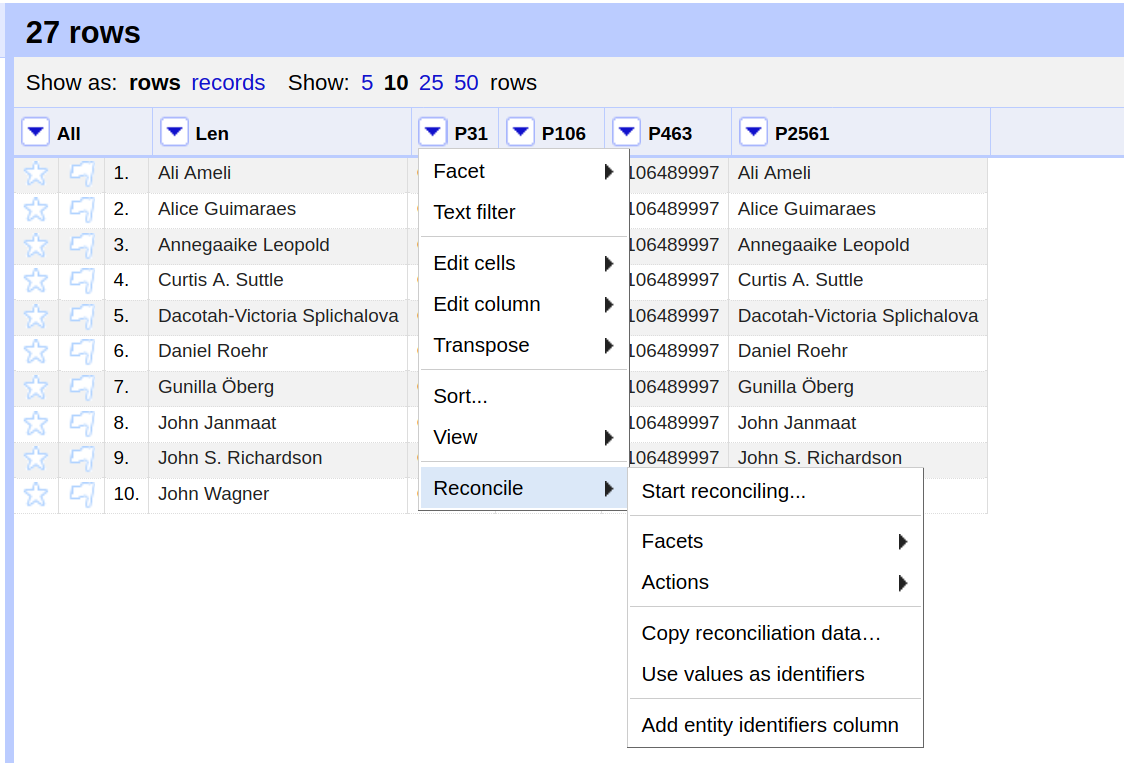 27 rows
Show as: rows records Show: 5 10 25 50 rows
All Len P31 P106 P463 P2561
1. Ali Ameli 106489997 Ali Ameli
2. Alice Guimaraes 106489997 Alice Guimaraes
3. Annegaaike Leopold 106489997 Annegaaike Leopold
4. Curtis A. Suttle 106489997 Curtis A. Suttle
5. Dacotah-Victoria Splichalova 106489997 Dacotah-Victoria Splichalova
6. Daniel Roehr 106489997 Daniel Roehr
7. Gunilla Öberg 106489997 Gunilla Öberg
8. John Janmaat 106489997 John Janmaat
9. John S. Richardson 106489997 John S. Richardson
10. John Wagner
Facet
Text filter
Edit cells
Edit column
Transpose
Sort...
View
Reconcile
Start reconciling...
Facets
Actions
Copy reconciliation data…
Use values as identifiers
Add entity identifiers column